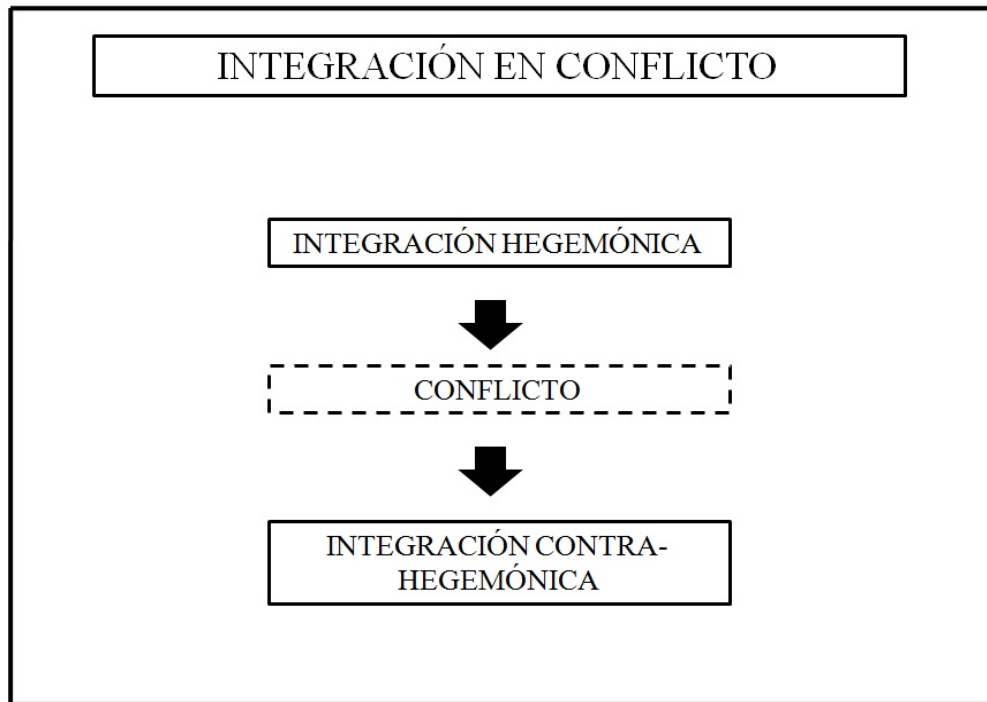 INTEGRACIÓN EN CONFLICTO
INTEGRACIÓN HEGEMÓNICA
CONFLICTO
INTEGRACIÓN CONTRA-
HEGEMÓNICA